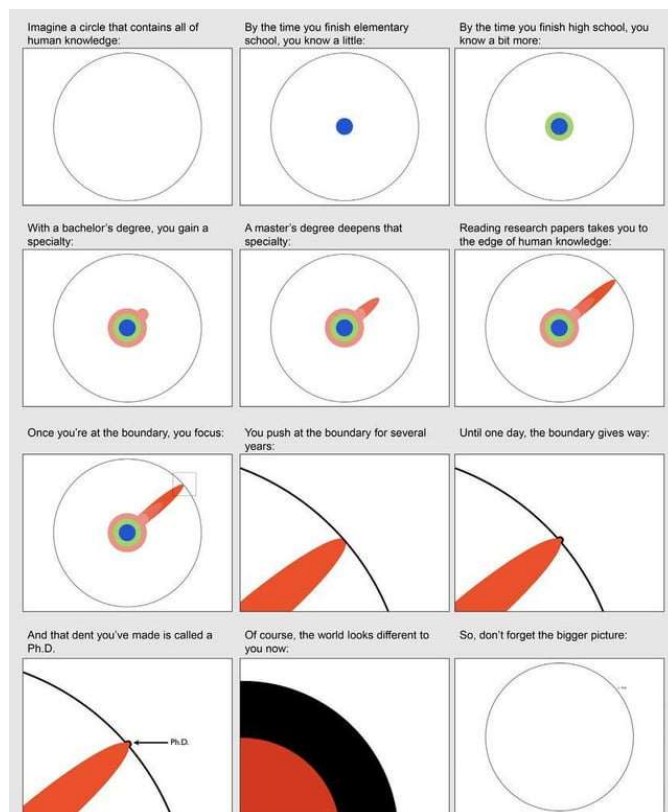 Imagine a circle that contains all of
human knowledge:
By the time you finish elementary
school, you know a little:
By the time you finish high school, you
know a bit more:
With a bachelor's degree, you gain a
specialty:
A master's degree deepens that
specialty:
Reading research papers takes you to
the edge of human knowledge:
Once you're at the boundary, you focus:
You push at the boundary for several
years:
Until one day, the boundary gives way:
And that dent you've made is called a
Ph.D.
Ph.D.
Of course, the world looks different to
you now:
So, don't forget the bigger picture: